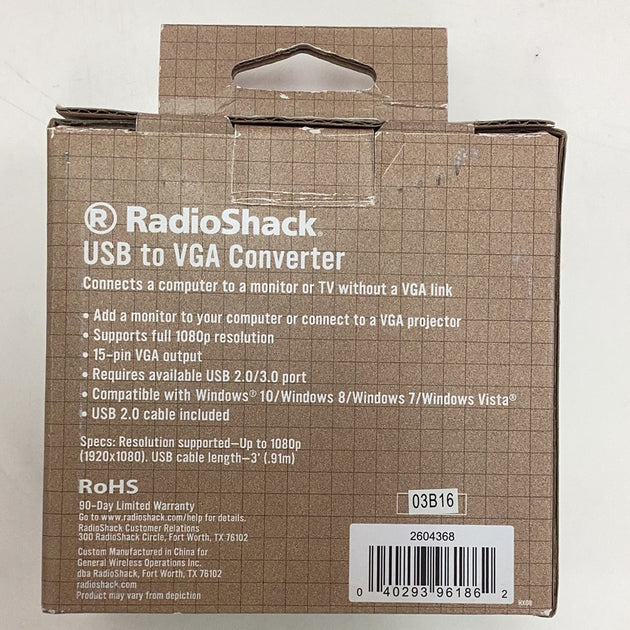 ® RadioShack®
USB to VGA Converter
Connects a computer to a monitor or TV without a VGA link
• Add a monitor to your computer or connect to a VGA projector
• Supports full 1080p resolution
• 15-pin VGA output
• Requires available USB 2.0/3.0 port
• Compatible with Windows® 10/Windows 8/Windows 7/Windows Vista®
• USB 2.0 cable included
Specs: Resolution supported—Up to 1080p
(1920x1080). USB cable length—3' (.91m)
RoHS
90-Day Limited Warranty
Go to www.radioshack.com/help for details.
RadioShack Customer Relations
300 RadioShack Circle, Fort Worth, TX 76102
Custom Manufactured in China for
General Wireless Operations Inc.
dba RadioShack, Fort Worth, TX 76102
radioshack.com
Product may vary from depiction
03B16
2604368
0 40293 96186 2